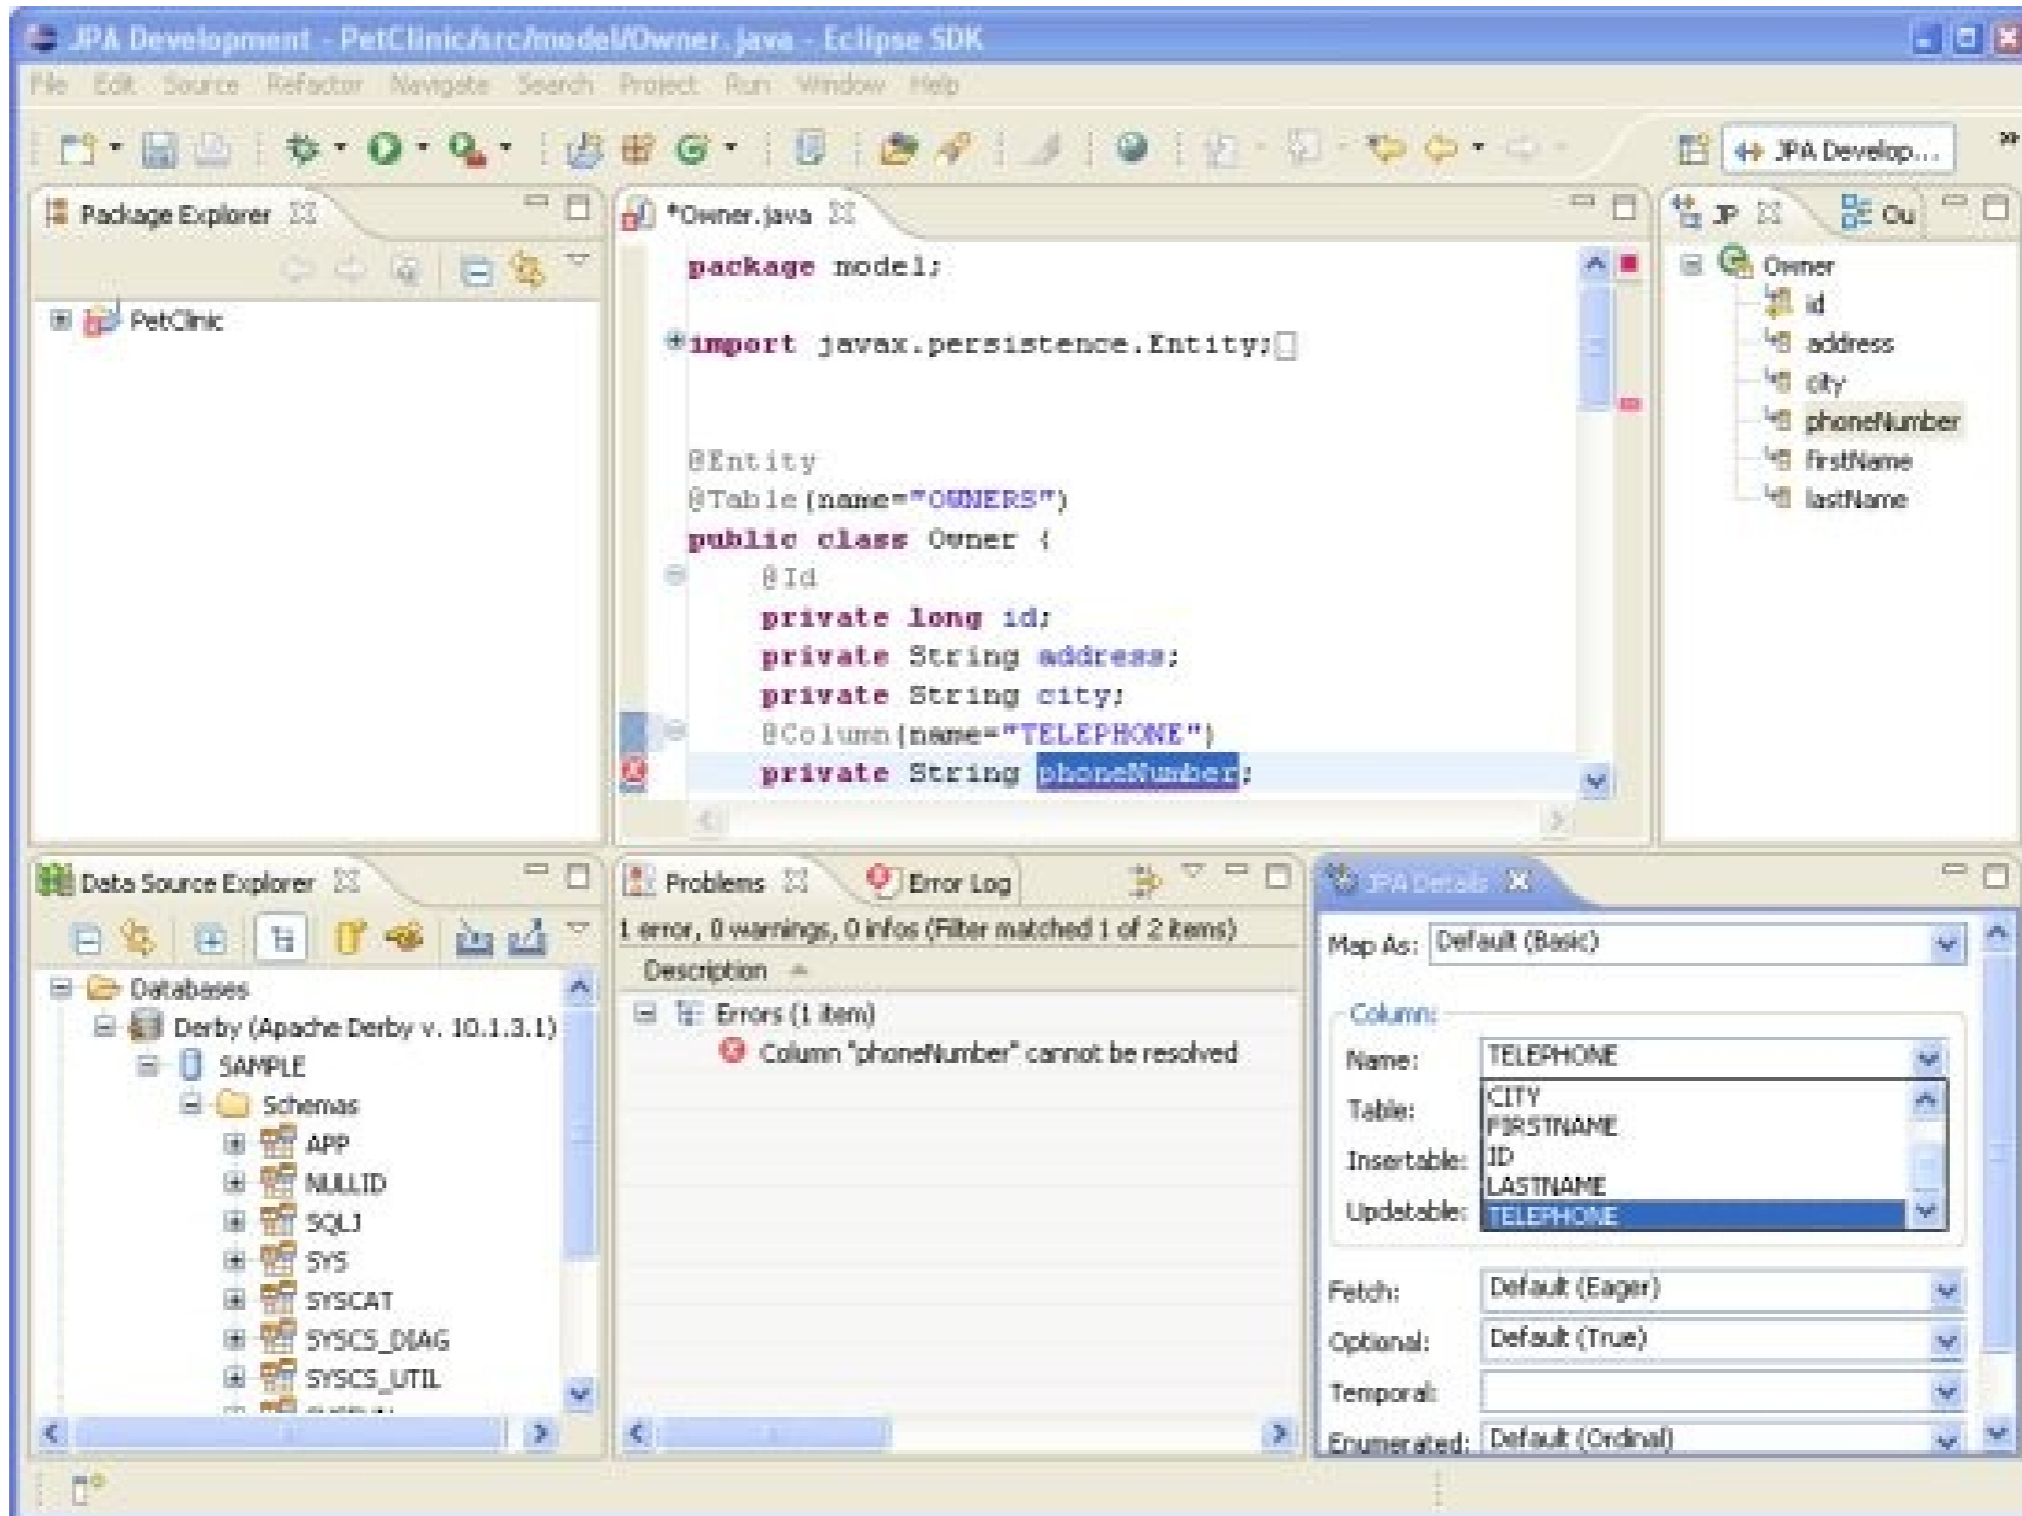 JPA Development - PetClinic/src/model/Owner.java - Eclipse SDK
File Edit Source Refactor Navigate Search Project Run Window Help
JPA Develop...
Package Explorer
PetClinic
*Owner.java
package model;
import javax.persistence.Entity;
@Entity
@Table(name="OWNERS")
public class Owner {
@Id
private long id;
private String address;
private String city;
@Column(name="TELEPHONE")
private String phoneNumber;
JP Ou
Owner
id
address
city
phoneNumber
firstName
lastName
Data Source Explorer
Databases
Derby (Apache Derby v. 10.1.3.1)
SAMPLE
Schemas
APP
NULLID
SQLJ
SYS
SYSCAT
SYSCS_DIAG
SYSCS_UTIL
Problems Error Log
1 error, 0 warnings, 0 infos (Filter matched 1 of 2 items)
Description
Errors (1 item)
Column "phoneNumber" cannot be resolved
JPA Details
Map As: Default (Basic)
Column:
Name: TELEPHONE
CITY
Table: FIRSTNAME
Insertable: ID
LASTNAME
Updatable: TELEPHONE
Fetch: Default (Eager)
Optional: Default (True)
Temporal:
Enumerated: Default (Ordinal)